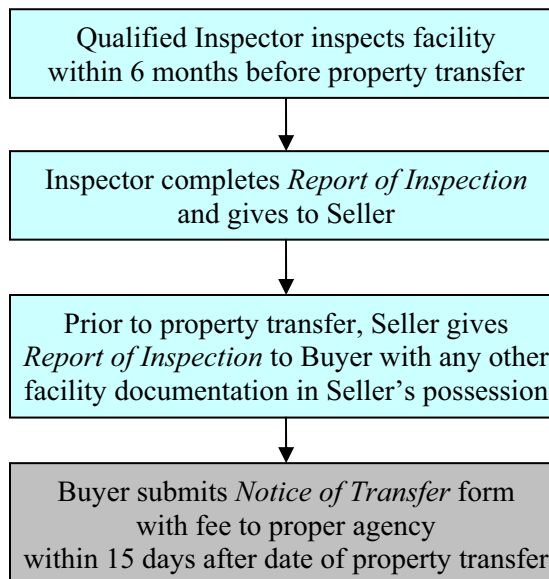 Qualified Inspector inspects facility
within 6 months before property transfer
Inspector completes Report of Inspection
and gives to Seller
Prior to property transfer, Seller gives
Report of Inspection to Buyer with any other
facility documentation in Seller's possession
Buyer submits Notice of Transfer form
with fee to proper agency
within 15 days after date of property transfer